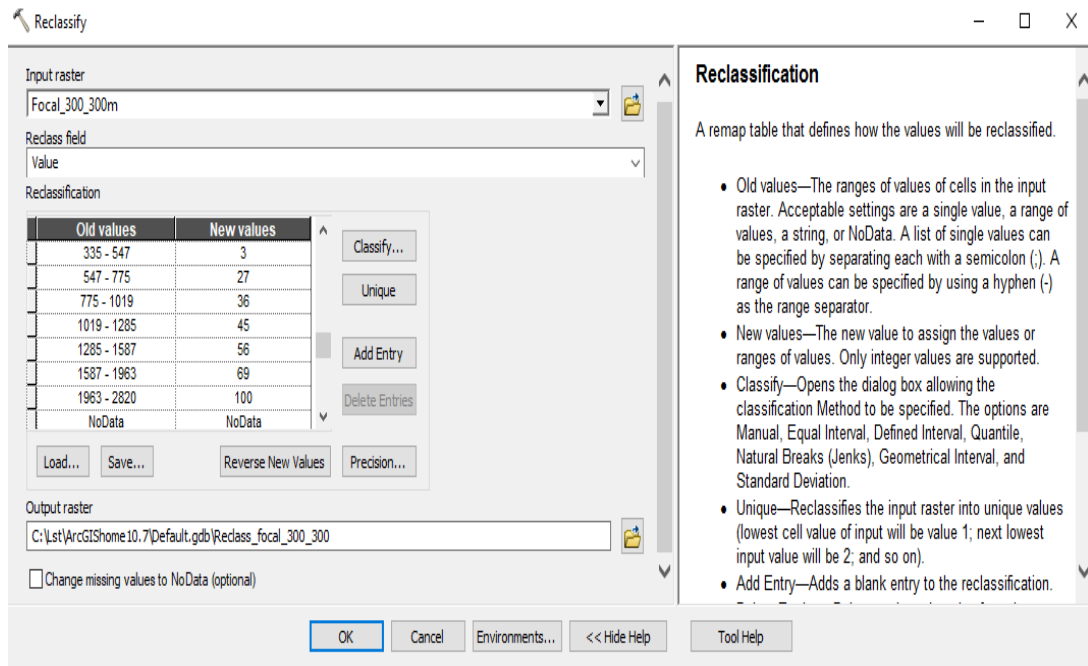 Reclassify
Input raster
Focal_300_300m
Reclass field
Value
Reclassification
Old values New values
335 - 547 3
547 - 775 27
775 - 1019 36
1019 - 1285 45
1285 - 1587 56
1587 - 1963 69
1963 - 2820 100
NoData NoData
Classify...
Unique
Add Entry
Delete Entries
Load... Save... Reverse New Values Precision...
Output raster
C:\Lst\ArcGIShome10.7\Default.gdb\Reclass_focal_300_300
Change missing values to NoData (optional)
Reclassification
A remap table that defines how the values will be reclassified.
• Old values—The ranges of values of cells in the input
raster. Acceptable settings are a single value, a range of
values, a string, or NoData. A list of single values can
be specified by separating each with a semicolon (;). A
range of values can be specified by using a hyphen (-)
as the range separator.
• New values—The new value to assign the values or
ranges of values. Only integer values are supported.
• Classify—Opens the dialog box allowing the
classification Method to be specified. The options are
Manual, Equal Interval, Defined Interval, Quantile,
Natural Breaks (Jenks), Geometrical Interval, and
Standard Deviation.
• Unique—Reclassifies the input raster into unique values
(lowest cell value of input will be value 1; next lowest
input value will be 2; and so on).
• Add Entry—Adds a blank entry to the reclassification.
OK Cancel Environments... << Hide Help Tool Help